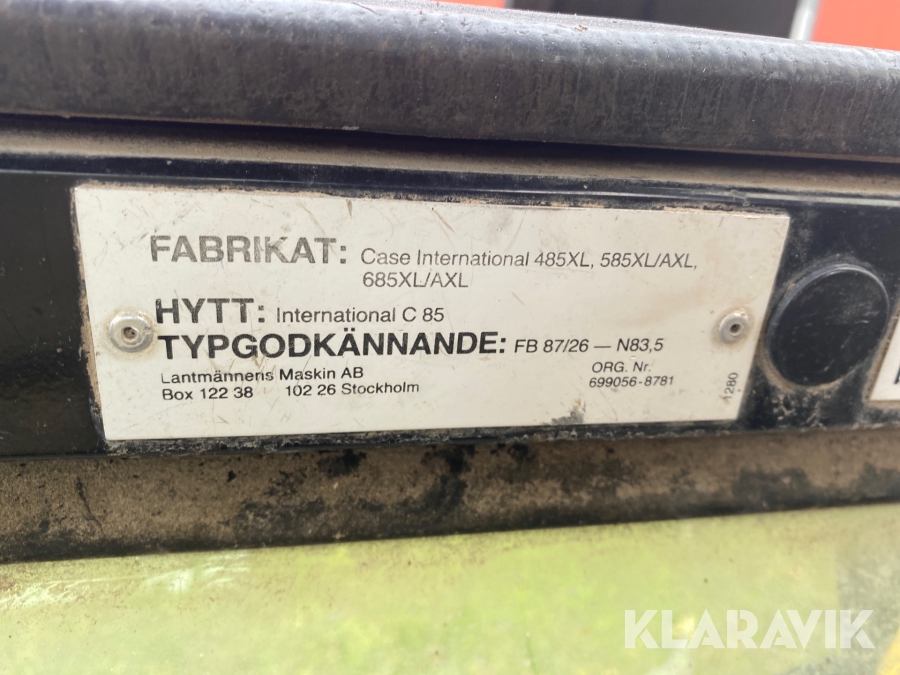 FABRIKAT: Case International 485XL, 585XL/AXL,
685XL/AXL
HYTT: International C 85
TYPGODKÄNNANDE: FB 87/26 — N83,5
Lantmännens Maskin AB
Box 122 38 102 26 Stockholm
ORG. Nr.
699056-8781
1280
KLARAVIK